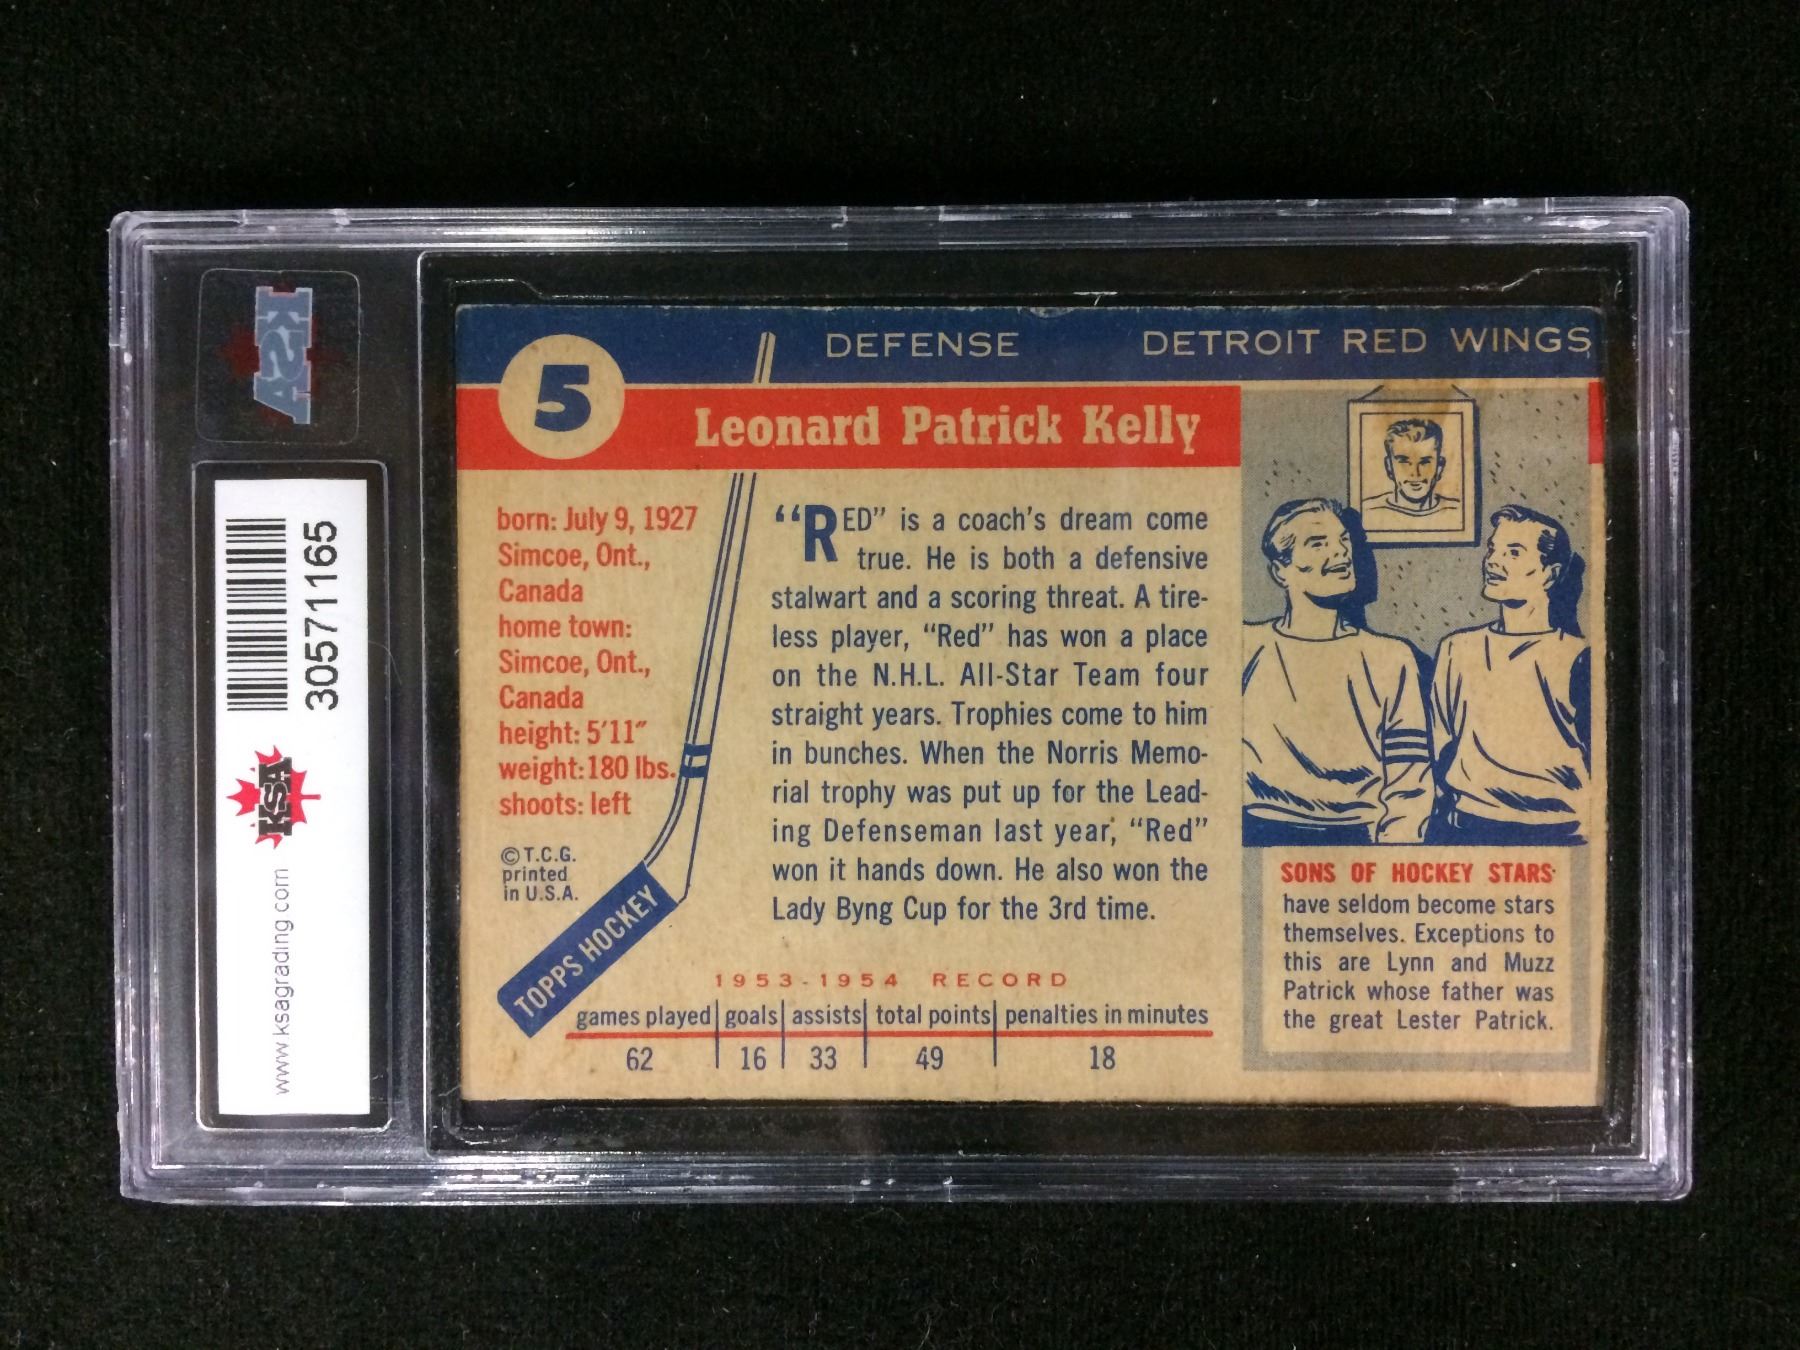 KSA
30571165
KSA
www.ksagrading.com
5
DEFENSE
DETROIT RED WINGS
Leonard Patrick Kelly
born: July 9, 1927
Simcoe, Ont.,
Canada
home town:
Simcoe, Ont.,
Canada
height: 5'11"
weight: 180 lbs.
shoots: left
© T.C.G.
printed
in U.S.A.
TOPPS HOCKEY
“RED” is a coach's dream come
true. He is both a defensive
stalwart and a scoring threat. A tire-
less player, “Red” has won a place
on the N.H.L. All-Star Team four
straight years. Trophies come to him
in bunches. When the Norris Memo-
rial trophy was put up for the Lead-
ing Defenseman last year, “Red”
won it hands down. He also won the
Lady Byng Cup for the 3rd time.
1953-1954 RECORD
games played goals assists total points penalties in minutes
62 16 33 49 18
SONS OF HOCKEY STARS
have seldom become stars
themselves. Exceptions to
this are Lynn and Muzz
Patrick whose father was
the great Lester Patrick.